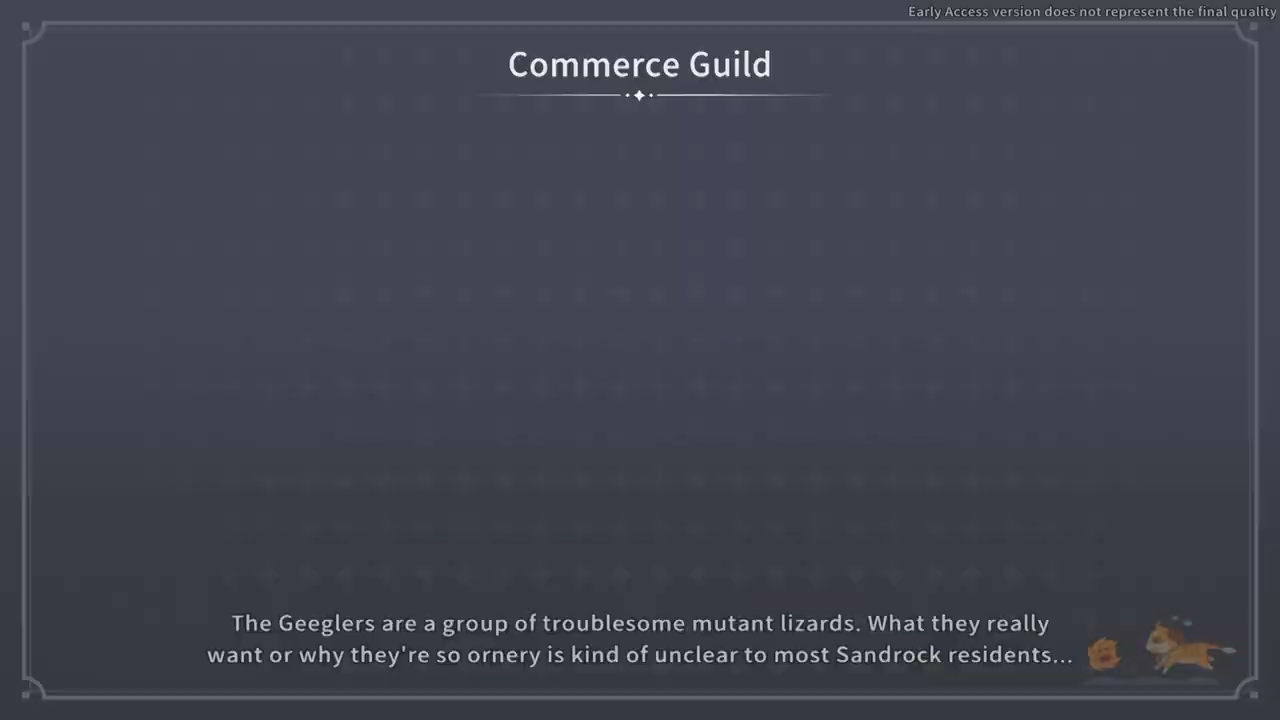 Early Access version does not represent the final quality
Commerce Guild
The Geeglers are a group of troublesome mutant lizards. What they really
want or why they're so ornery is kind of unclear to most Sandrock residents...